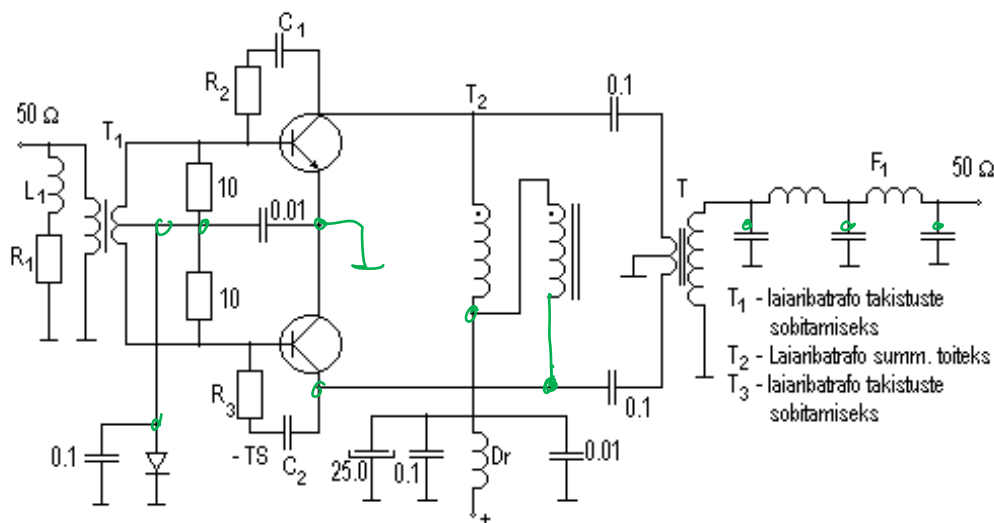 C1
R2
T2
0.1
50 Ω
T1
F1
50 Ω
L1
10
0.01
T
R1
10
T1 - laiaribatrafo takistuste
sobitamiseks
T2 - Laiaribatrafo summ. toiteks
T3 - laiaribatrafo takistuste
sobitamiseks
R3
0.1
0.1
- TS
C2
25.0
0.1
Dr
0.01
+